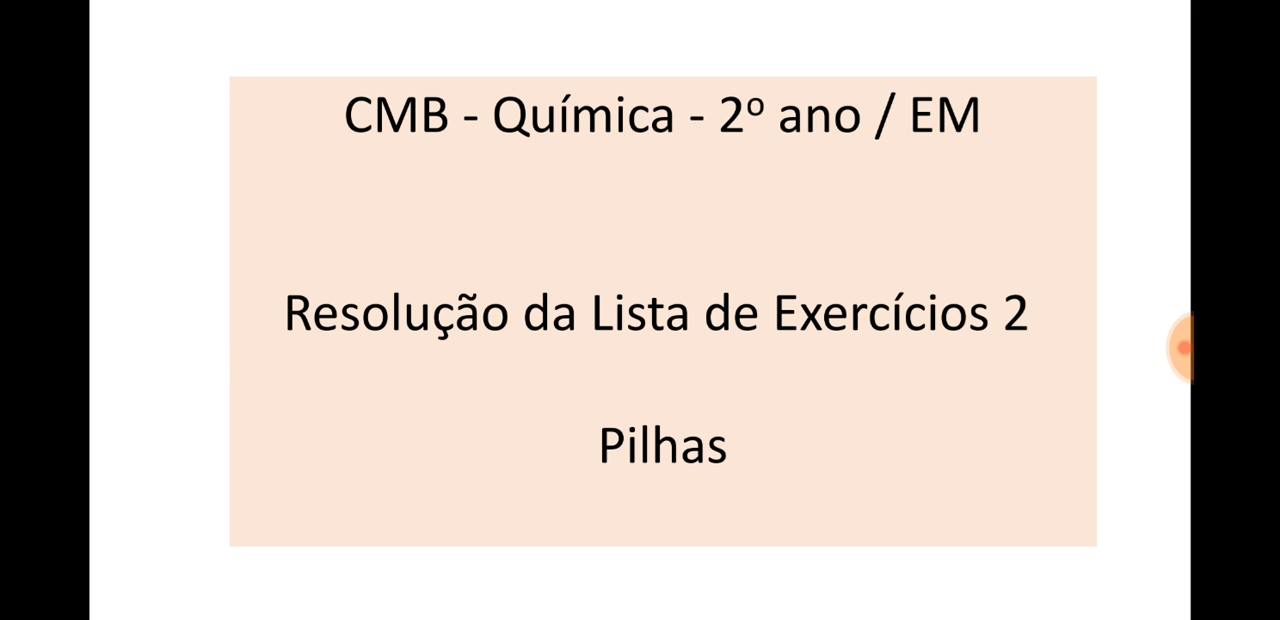 CMB - Química - 2º ano / EM
Resolução da Lista de Exercícios 2
Pilhas